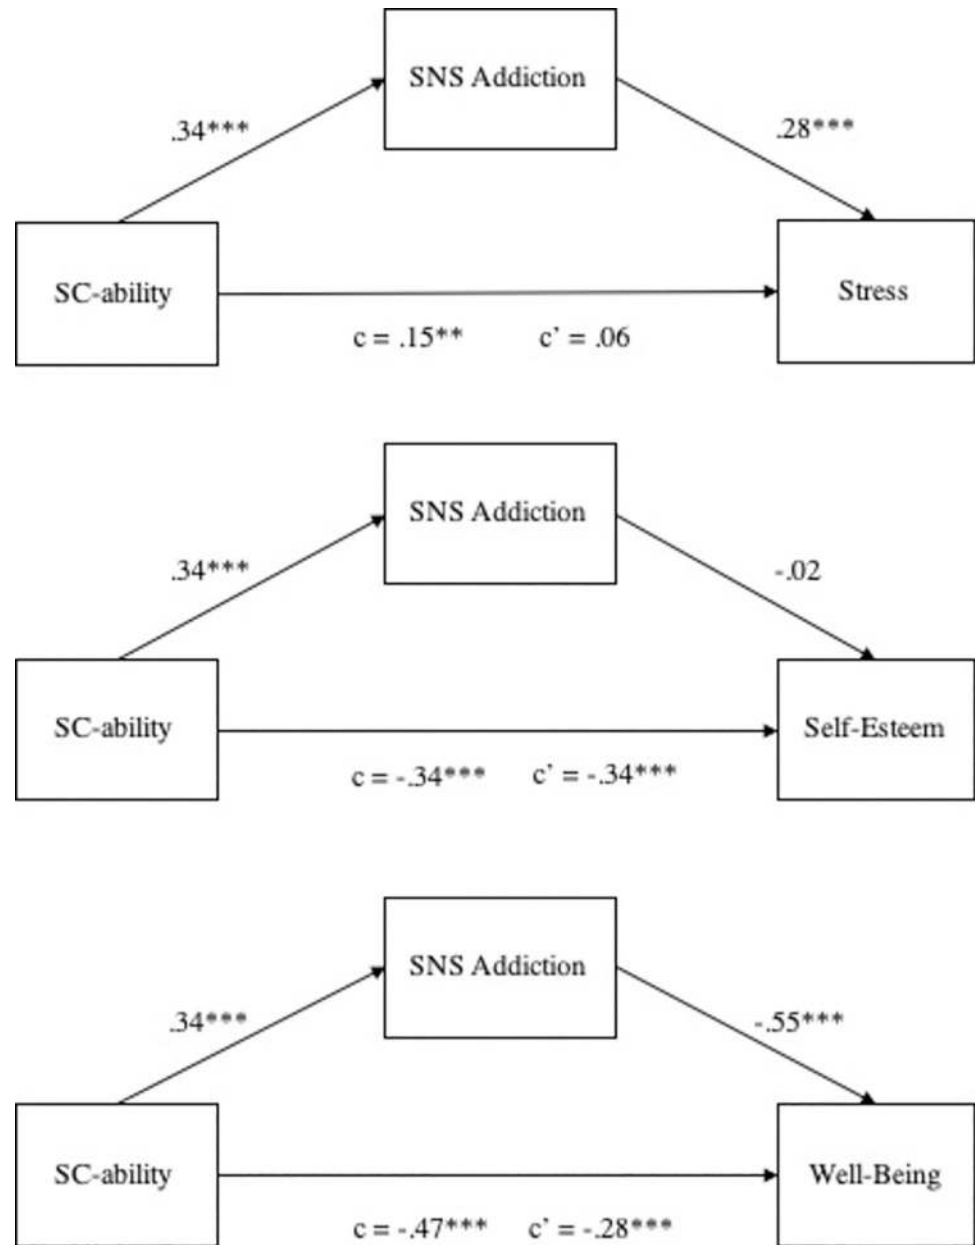 SNS Addiction
.34***
.28***
SC-ability
Stress
c = .15** c’ = .06
SNS Addiction
.34***
-.02
SC-ability
Self-Esteem
c = -.34*** c’ = -.34***
SNS Addiction
.34***
-.55***
SC-ability
Well-Being
c = -.47*** c’ = -.28***